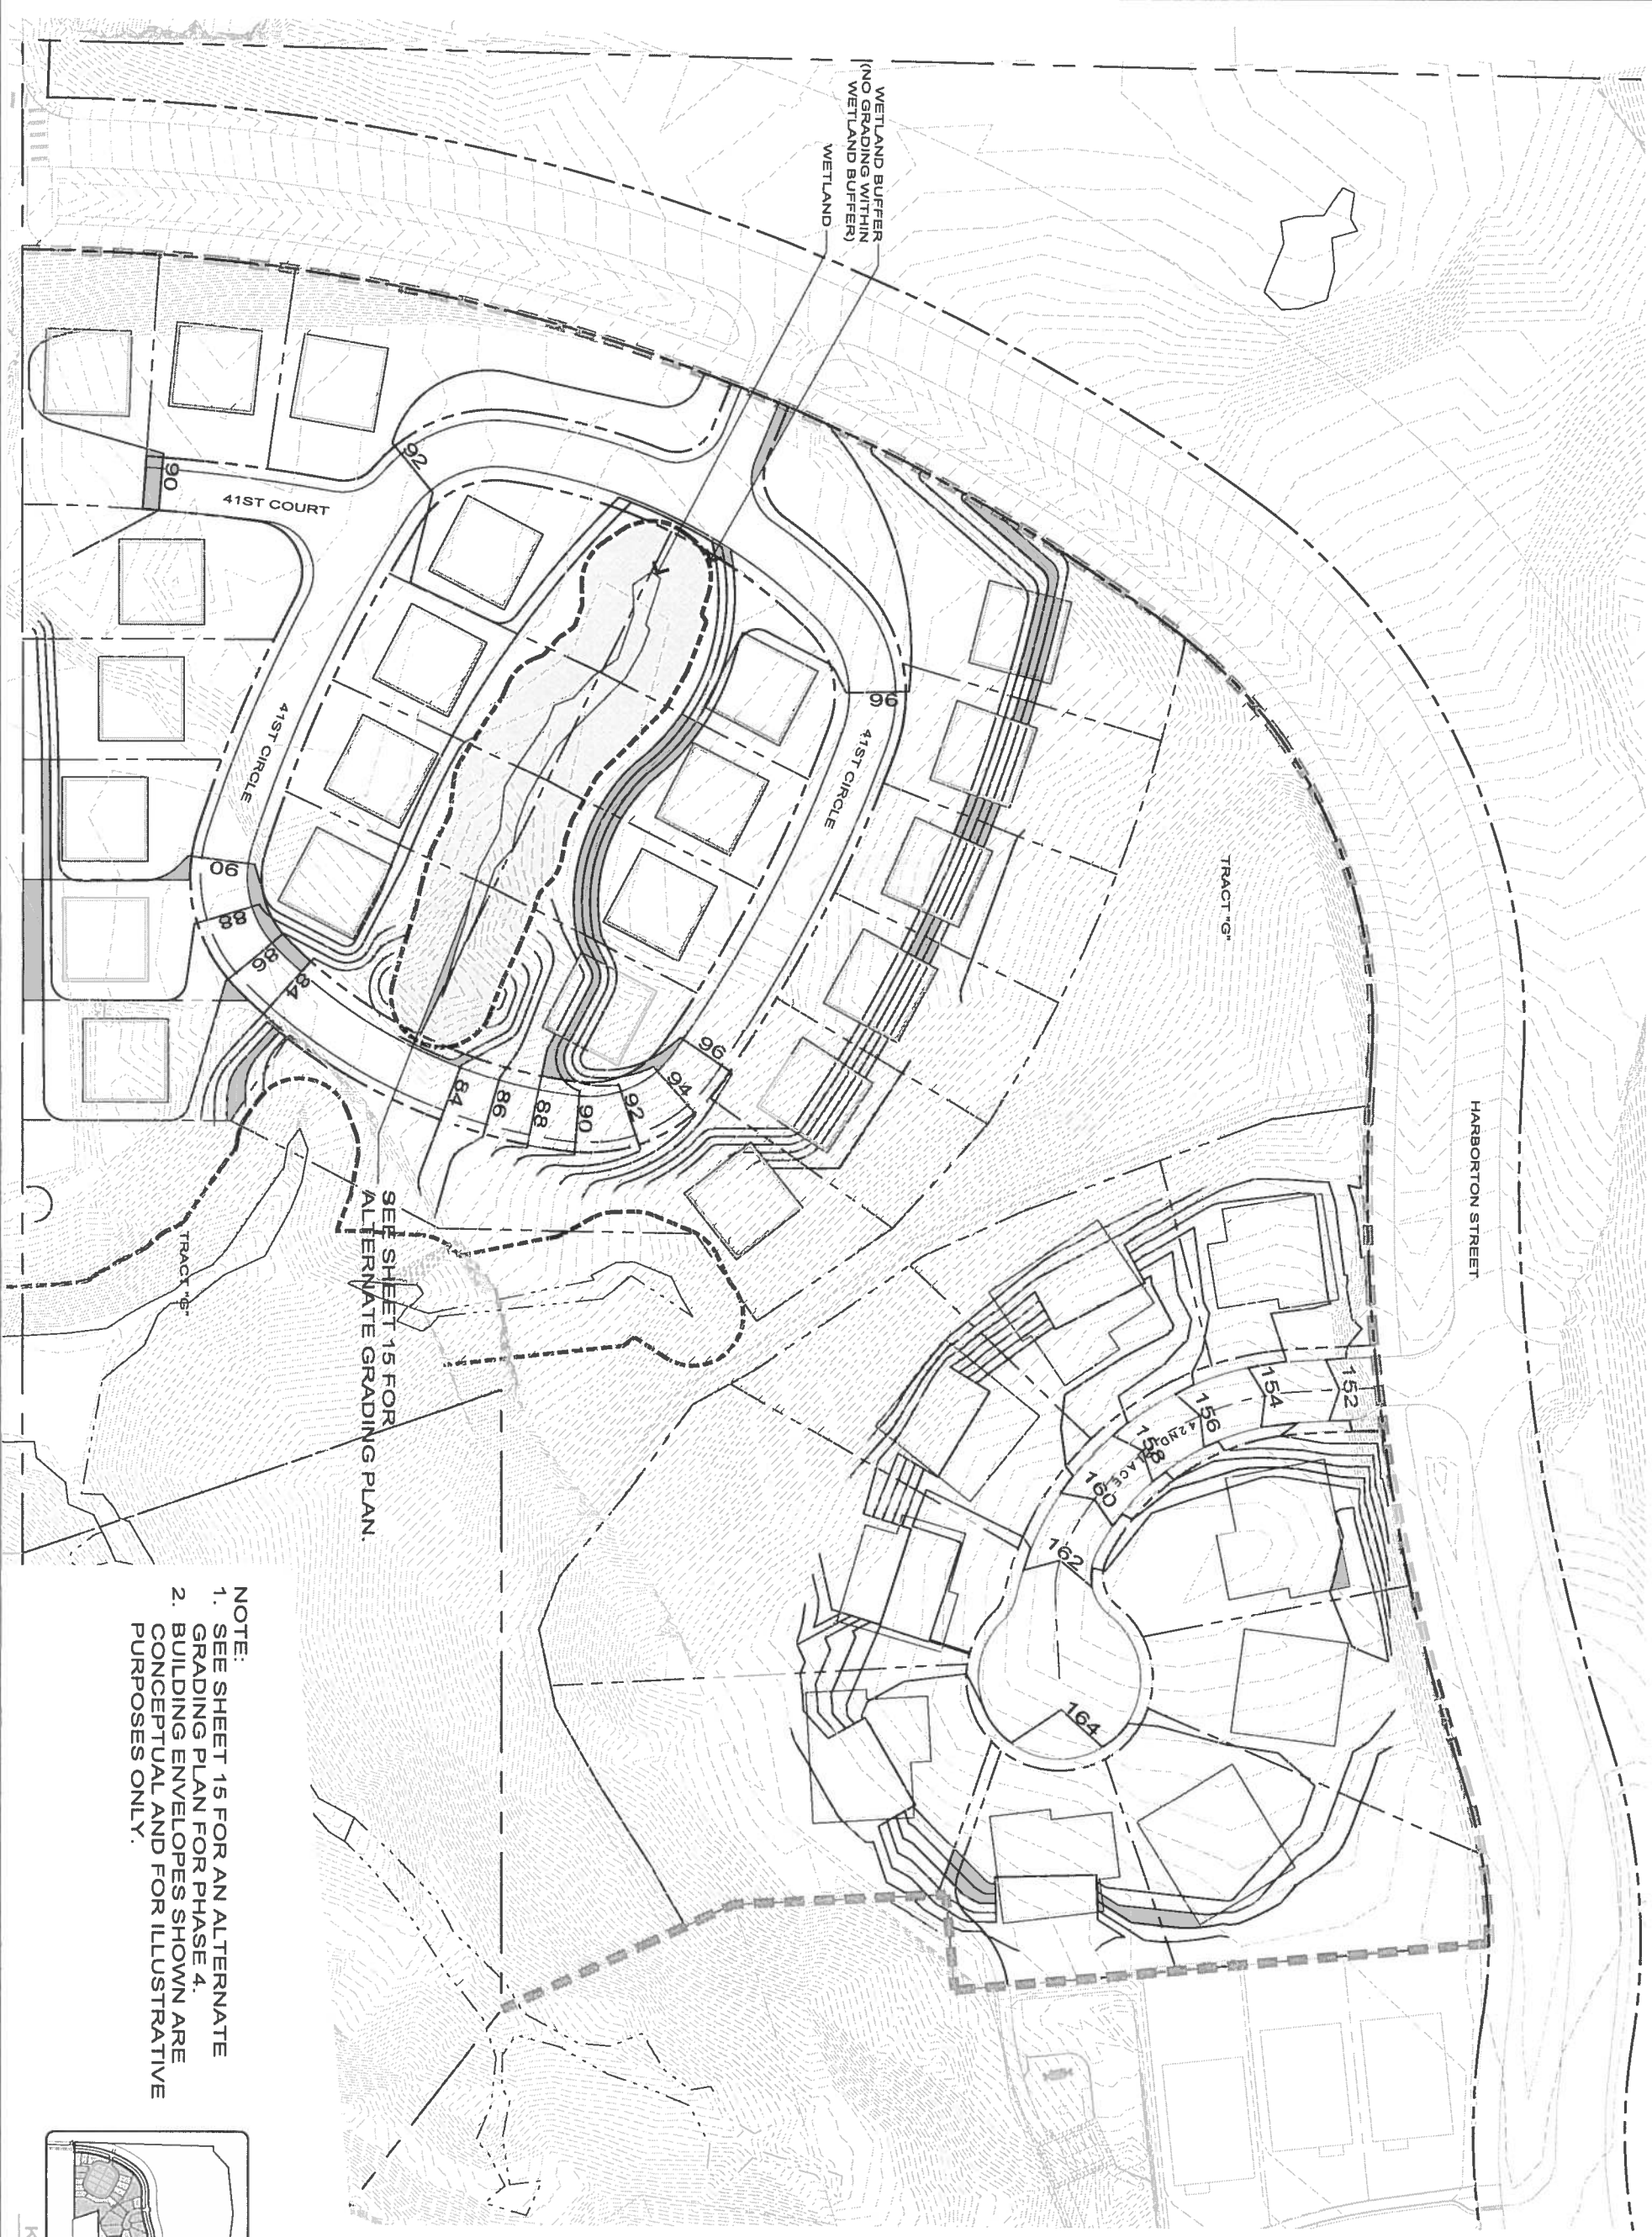 WETLAND BUFFER
(NO GRADING WITHIN
WETLAND BUFFER)
WETLAND
92
90
41ST COURT
96
41ST CIRCLE
41ST CIRCLE
TRACT "G"
90
88
86
84
96
94
92
90
88
86
84
HARBORTON STREET
TRACT "G"
SEE SHEET 15 FOR
ALTERNATE GRADING PLAN.
152
154
156
42ND PLACE
158
160
162
164
NOTE:
1. SEE SHEET 15 FOR AN ALTERNATE
GRADING PLAN FOR PHASE 4.
2. BUILDING ENVELOPES SHOWN ARE
CONCEPTUAL AND FOR ILLUSTRATIVE
PURPOSES ONLY.